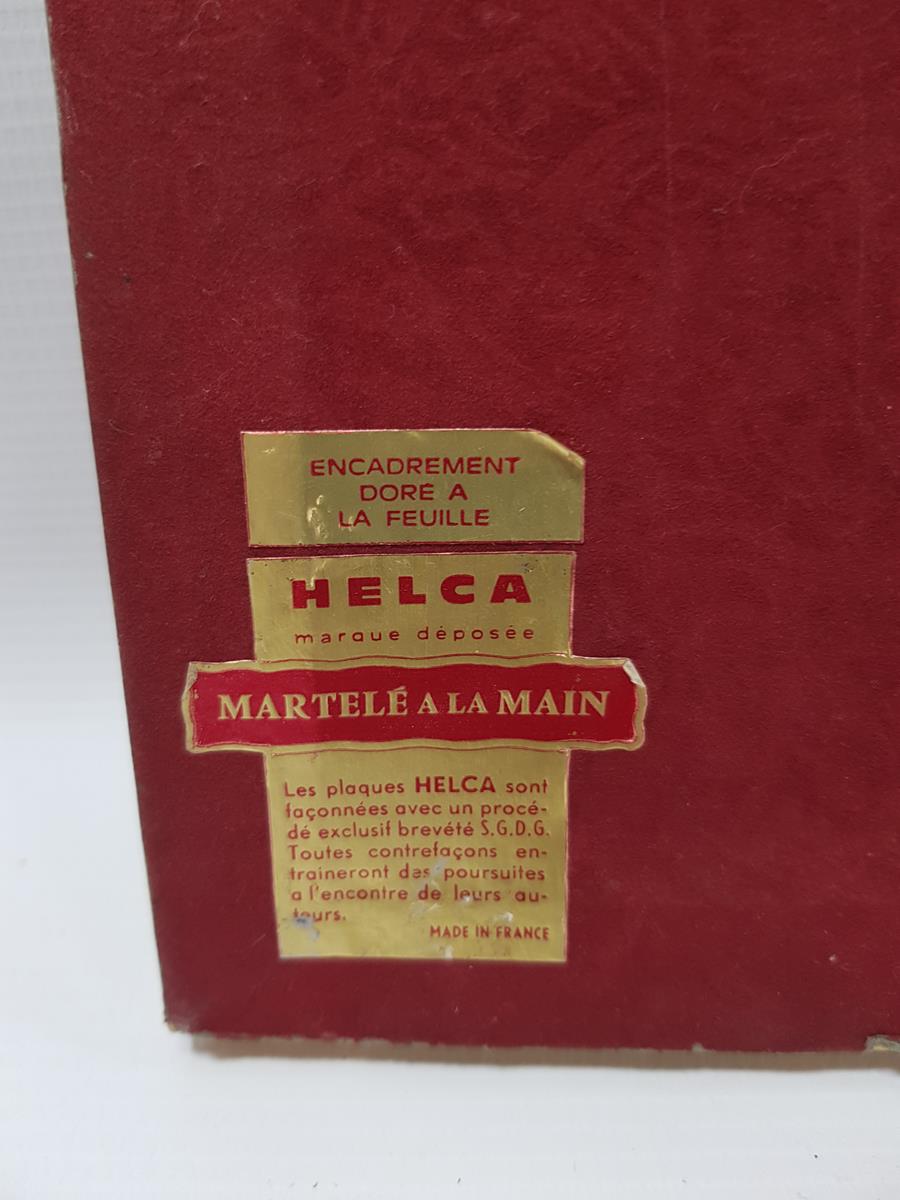 ENCADREMENT
DORÉ A
LA FEUILLE
HELCA
marque déposée
MARTELÉ A LA MAIN
Les plaques HELCA sont
façonnées avec un procé-
dé exclusif brevété S.G.D.G.
Toutes contrefaçons en-
traineront des poursuites
a l'encontre de leurs au-
teurs.
MADE IN FRANCE